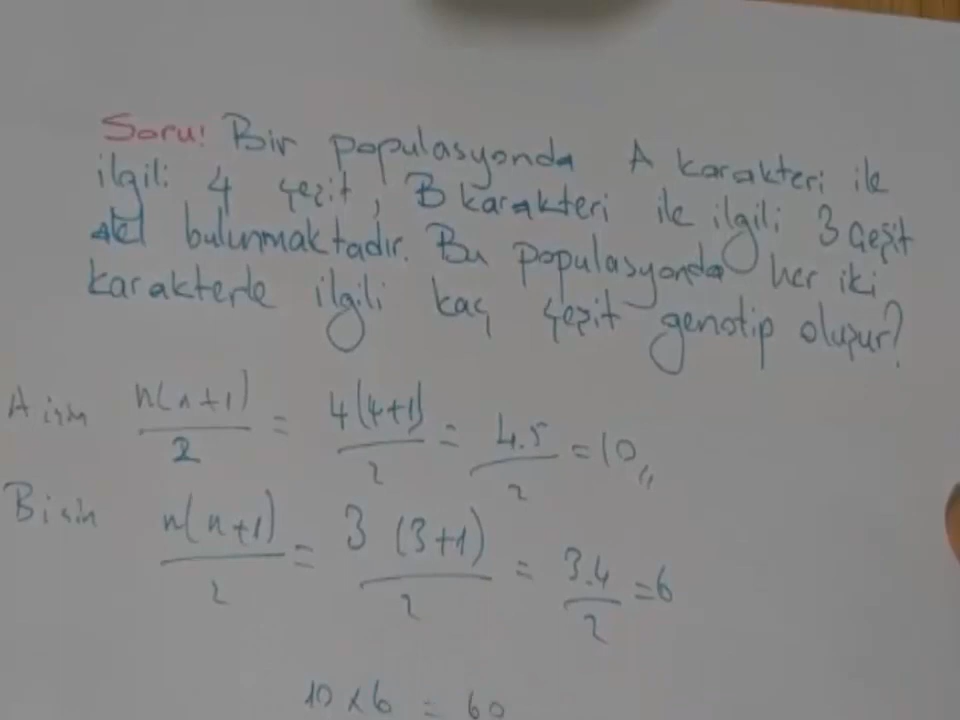 Soru! Bir populasyonda A karakteri ile
ilgili 4 çeşit, B karakteri ile ilgili 3 çeşit
alel bulunmaktadır. Bu populasyonda her iki
karakterle ilgili kaç çeşit genotip oluşur?
A için n(n+1)/2 = 4(4+1)/2 = 4.5/2 = 10,,
B için n(n+1)/2 = 3(3+1)/2 = 3.4/2 = 6
10 x 6 = 60